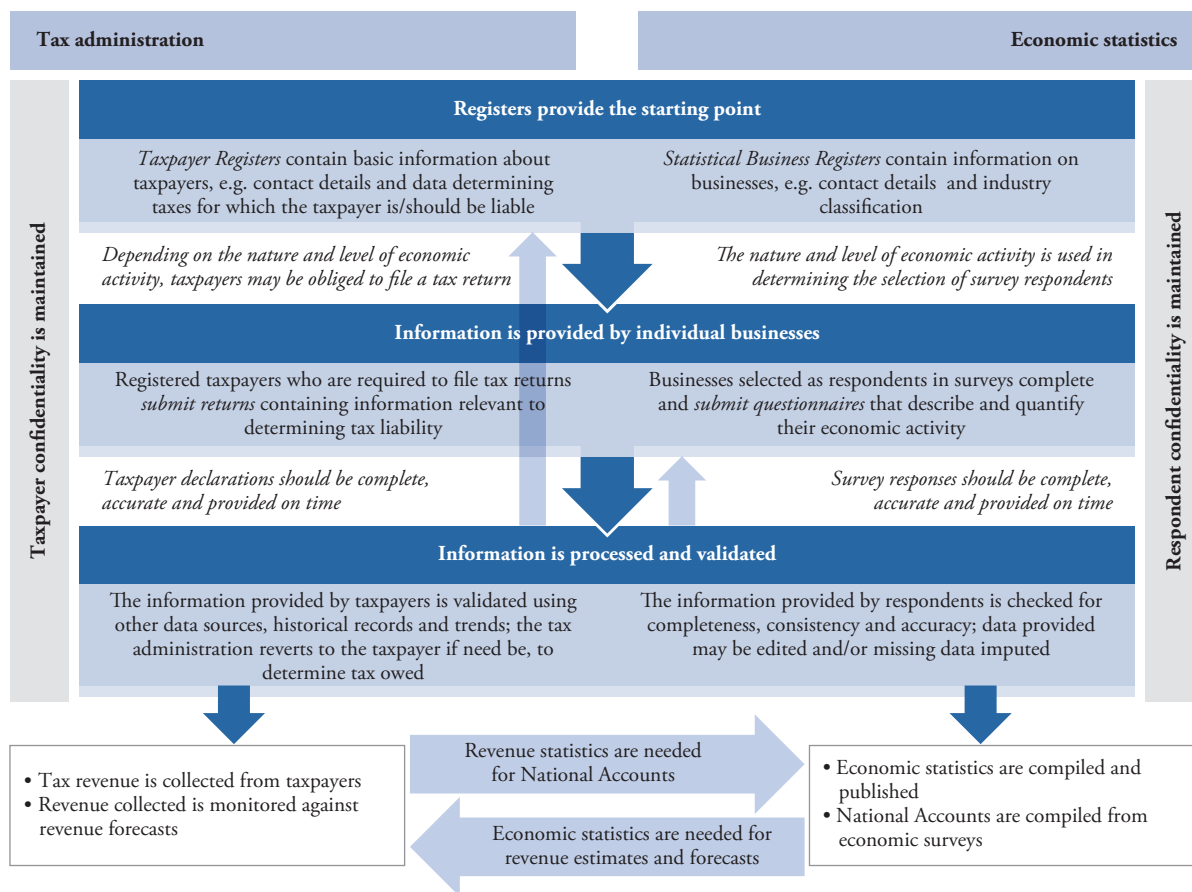 Tax administration
Economic statistics
Taxpayer confidentiality is maintained
Respondent confidentiality is maintained
Registers provide the starting point
Taxpayer Registers contain basic information about
taxpayers, e.g. contact details and data determining
taxes for which the taxpayer is/should be liable
Statistical Business Registers contain information on
businesses, e.g. contact details and industry
classification
Depending on the nature and level of economic
activity, taxpayers may be obliged to file a tax return
The nature and level of economic activity is used in
determining the selection of survey respondents
Information is provided by individual businesses
Registered taxpayers who are required to file tax returns
submit returns containing information relevant to
determining tax liability
Businesses selected as respondents in surveys complete
and submit questionnaires that describe and quantify
their economic activity
Taxpayer declarations should be complete,
accurate and provided on time
Survey responses should be complete,
accurate and provided on time
Information is processed and validated
The information provided by taxpayers is validated using
other data sources, historical records and trends; the tax
administration reverts to the taxpayer if need be, to
determine tax owed
The information provided by respondents is checked for
completeness, consistency and accuracy; data provided
may be edited and/or missing data imputed
• Tax revenue is collected from taxpayers
• Revenue collected is monitored against
revenue forecasts
Revenue statistics are needed
for National Accounts
Economic statistics are needed for
revenue estimates and forecasts
• Economic statistics are compiled and
published
• National Accounts are compiled from
economic surveys